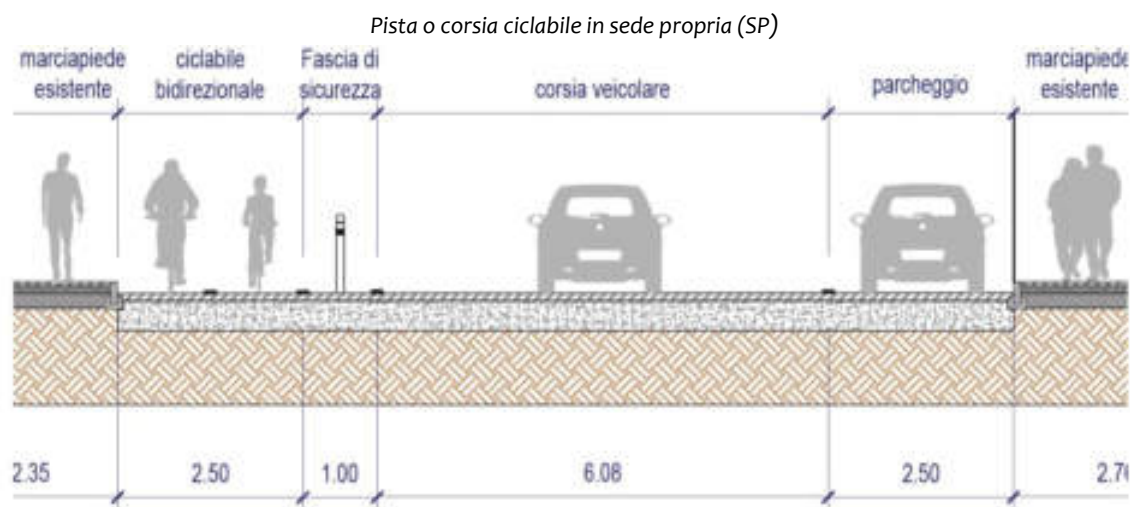 Pista o corsia ciclabile in sede propria (SP)
marciapiede
esistente
ciclabile
bidirezionale
Fascia di
sicurezza
corsia veicolare
parcheggio
marciapiede
esistente
2.35
2.50
1.00
6.08
2.50